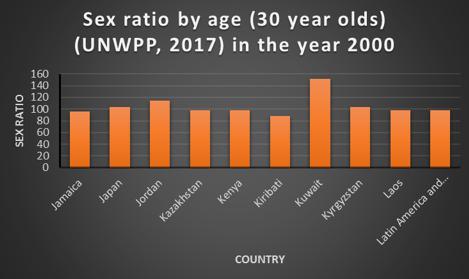 Sex ratio by age (30 year olds)
(UNWPP, 2017) in the year 2000
160
140
120
100
80
60
40
20
0
SEX RATIO
Jamaica
Japan
Jordan
Kazakhstan
Kenya
Kiribati
Kuwait
Kyrgyzstan
Laos
Latin America and...
COUNTRY